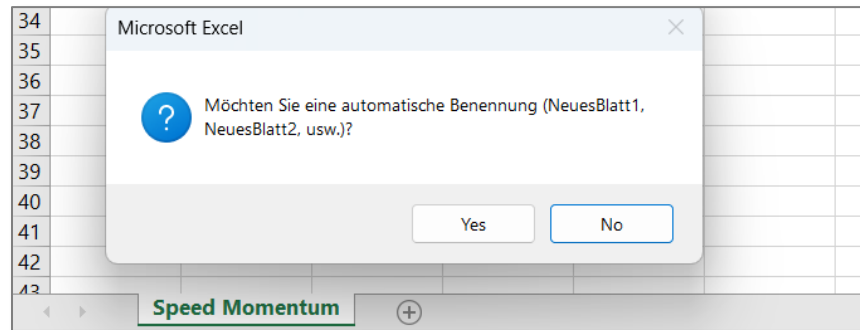 34
Microsoft Excel
35
36
37
Möchten Sie eine automatische Benennung (NeuesBlatt1,
NeuesBlatt2, usw.)?
38
39
40
41
Yes No
42
43
Speed Momentum